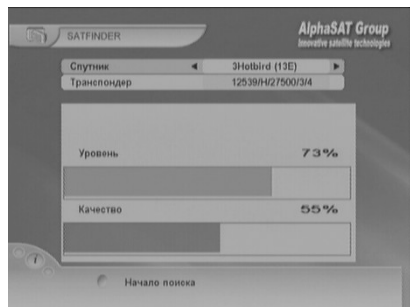 SATFINDER
AlphaSAT Group
Innovative satellite technologies
Спутник ◄ 3Hotbird (13E) ►
Транспондер 12539/H/27500/3/4
Уровень 73%
Качество 55%
i
Начало поиска